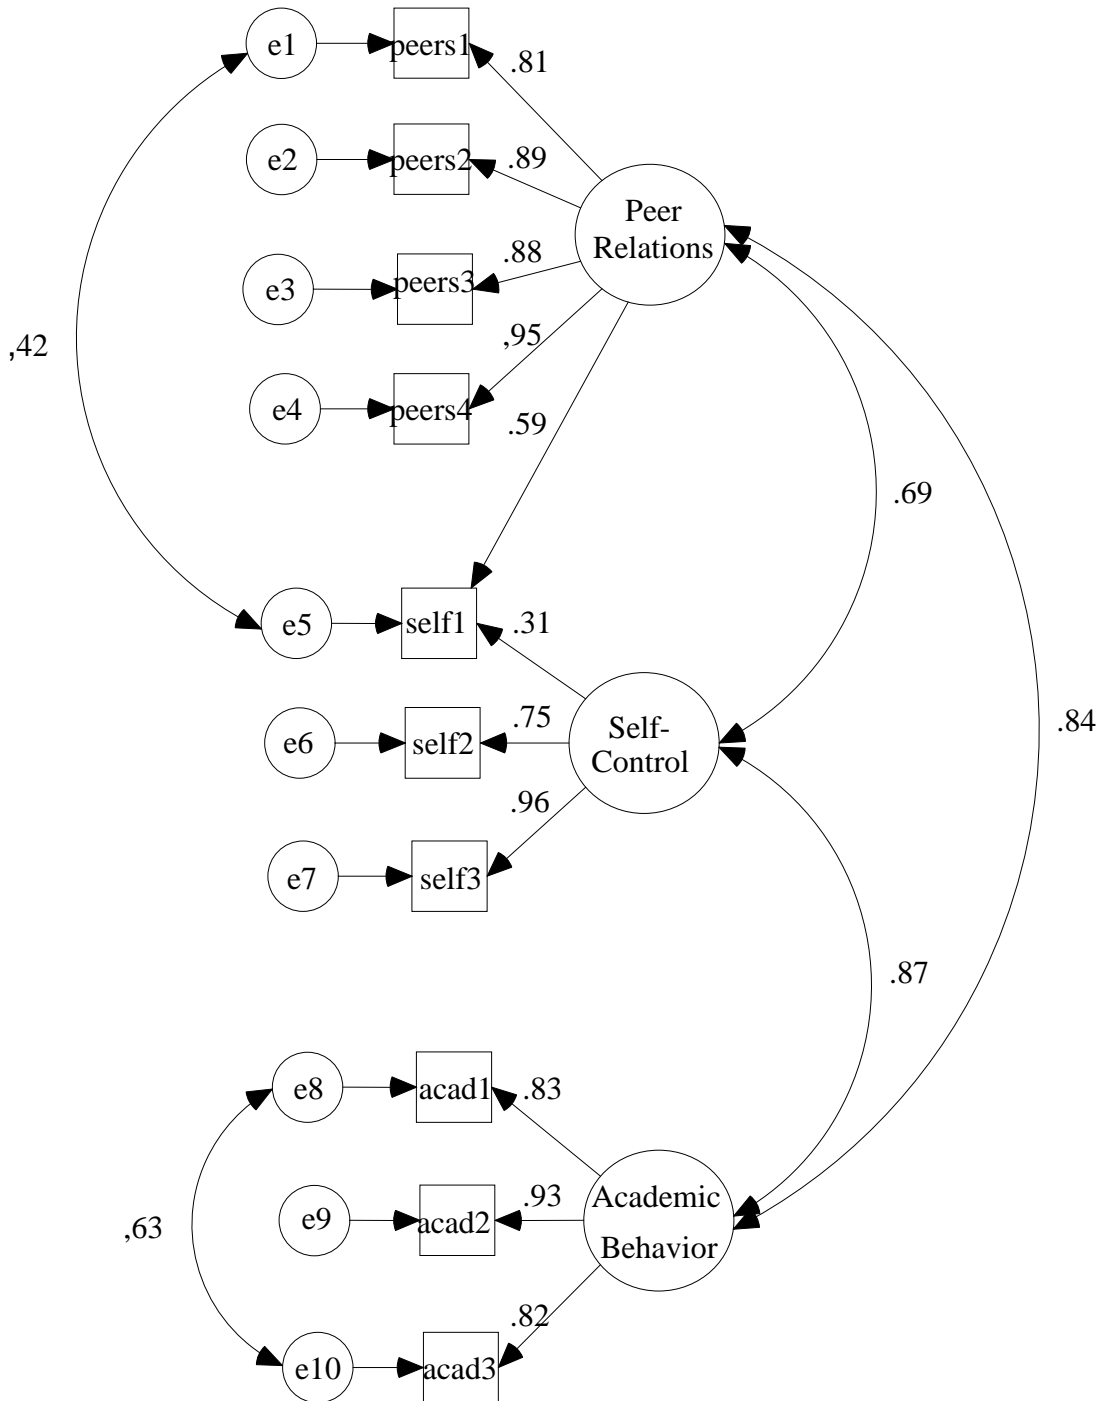 e1
peers1
.81
e2
peers2
.89
Peer
Relations
e3
peers3
.88
,95
,42
e4
peers4
.59
.69
e5
self1
.31
e6
self2
.75
Self-
Control
.84
.96
e7
self3
.87
e8
acad1
.83
e9
acad2
.93
Academic
Behavior
,63
.82
e10
acad3